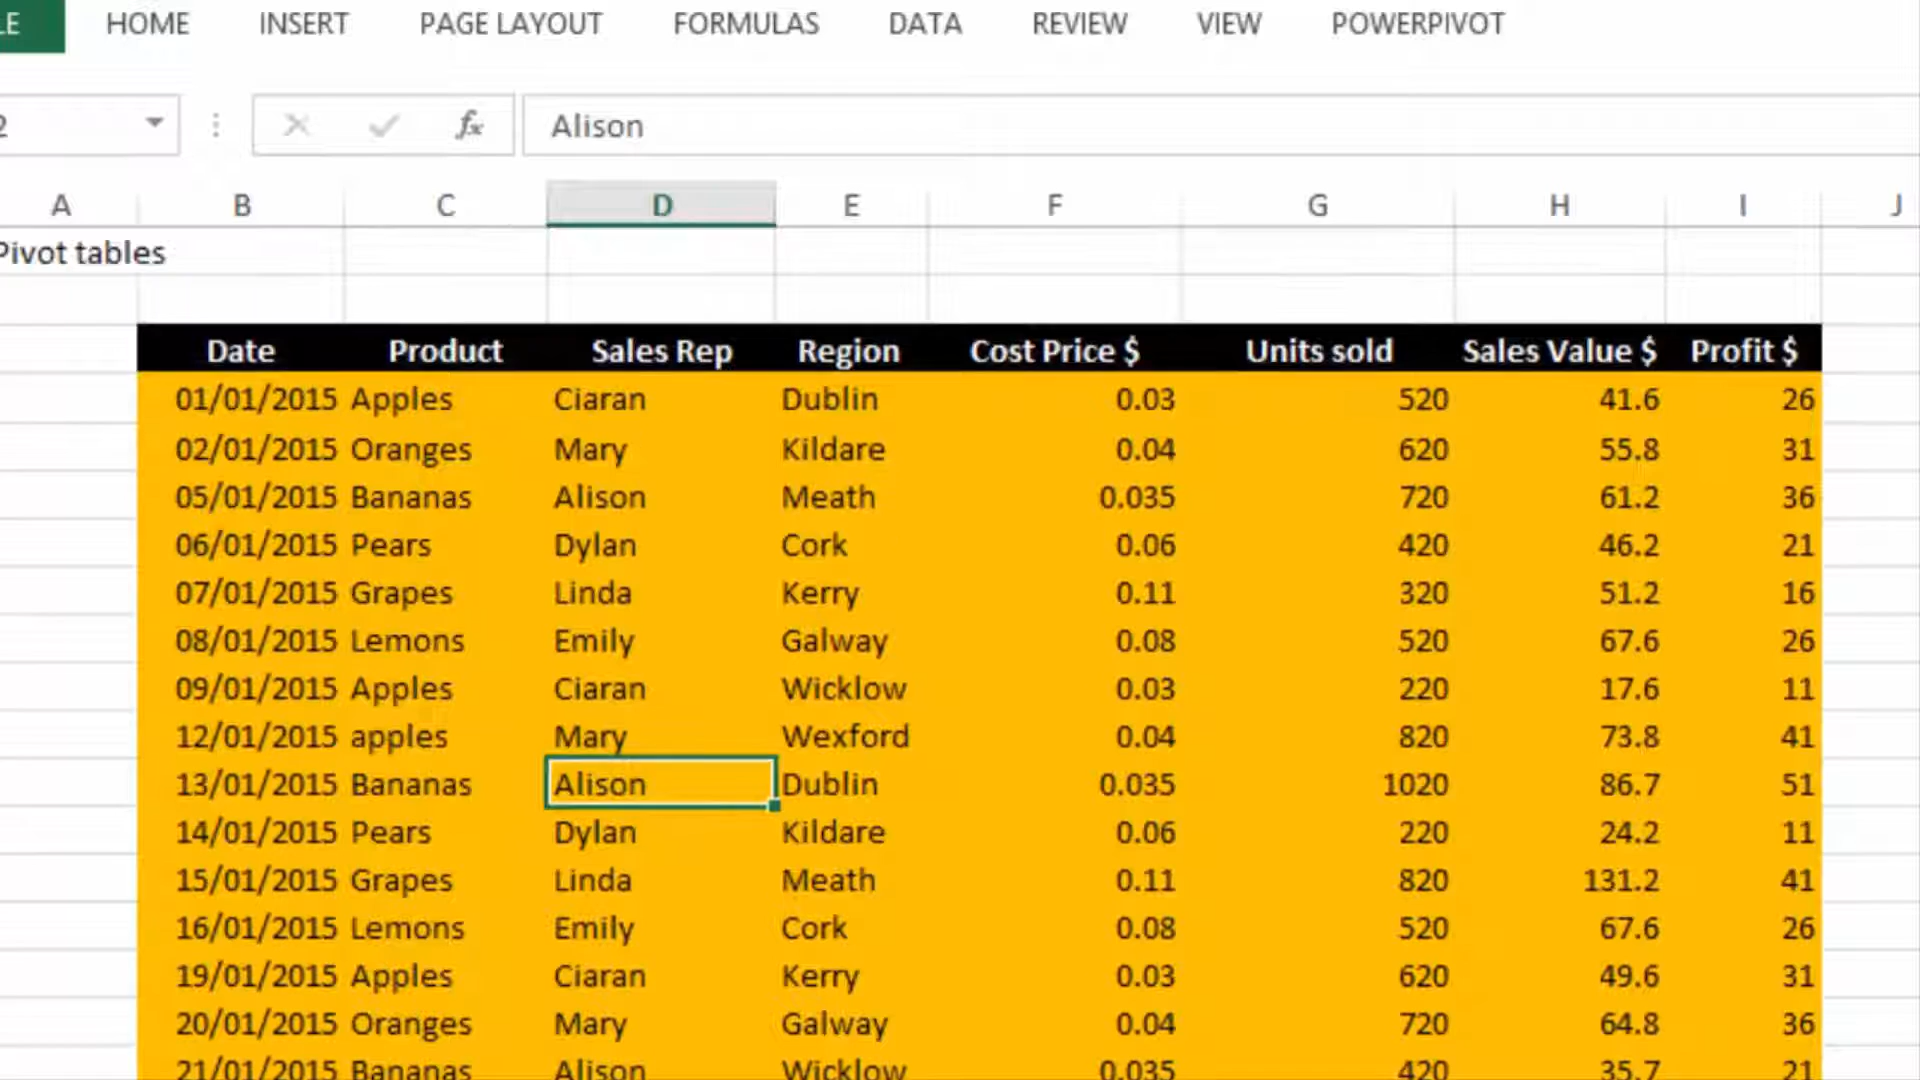 LE HOME INSERT PAGE LAYOUT FORMULAS DATA REVIEW VIEW POWERPIVOT
2 fx Alison
A B C D E F G H I J
Pivot tables
Date Product Sales Rep Region Cost Price $ Units sold Sales Value $ Profit $
01/01/2015 Apples Ciaran Dublin 0.03 520 41.6 26
02/01/2015 Oranges Mary Kildare 0.04 620 55.8 31
05/01/2015 Bananas Alison Meath 0.035 720 61.2 36
06/01/2015 Pears Dylan Cork 0.06 420 46.2 21
07/01/2015 Grapes Linda Kerry 0.11 320 51.2 16
08/01/2015 Lemons Emily Galway 0.08 520 67.6 26
09/01/2015 Apples Ciaran Wicklow 0.03 220 17.6 11
12/01/2015 apples Mary Wexford 0.04 820 73.8 41
13/01/2015 Bananas Alison Dublin 0.035 1020 86.7 51
14/01/2015 Pears Dylan Kildare 0.06 220 24.2 11
15/01/2015 Grapes Linda Meath 0.11 820 131.2 41
16/01/2015 Lemons Emily Cork 0.08 520 67.6 26
19/01/2015 Apples Ciaran Kerry 0.03 620 49.6 31
20/01/2015 Oranges Mary Galway 0.04 720 64.8 36
21/01/2015 Bananas Alison Wicklow 0.035 420 35.7 21